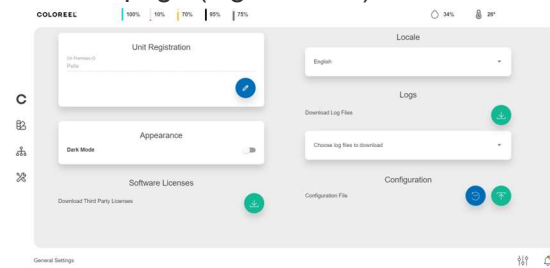 COLOREEL
100% 10% 70% 95% 75%
34% 28°
Unit Registration
Pelle
Appearance
Dark Mode
Software Licenses
Download Third Party Licenses
Locale
English
Logs
Download Log Files
Choose log files to download
Configuration
Configuration File
General Settings